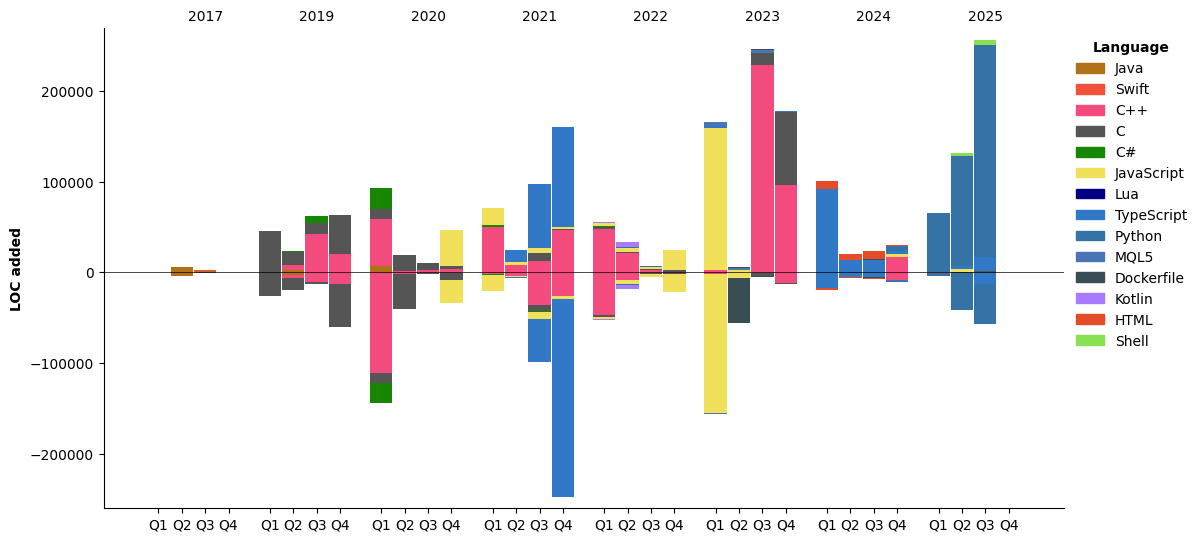 2017 2019 2020 2021 2022 2023 2024 2025
LOC added
200000
100000
0
−100000
−200000
Q1 Q2 Q3 Q4 Q1 Q2 Q3 Q4 Q1 Q2 Q3 Q4 Q1 Q2 Q3 Q4 Q1 Q2 Q3 Q4 Q1 Q2 Q3 Q4 Q1 Q2 Q3 Q4 Q1 Q2 Q3 Q4
Language
Java
Swift
C++
C
C#
JavaScript
Lua
TypeScript
Python
MQL5
Dockerfile
Kotlin
HTML
Shell